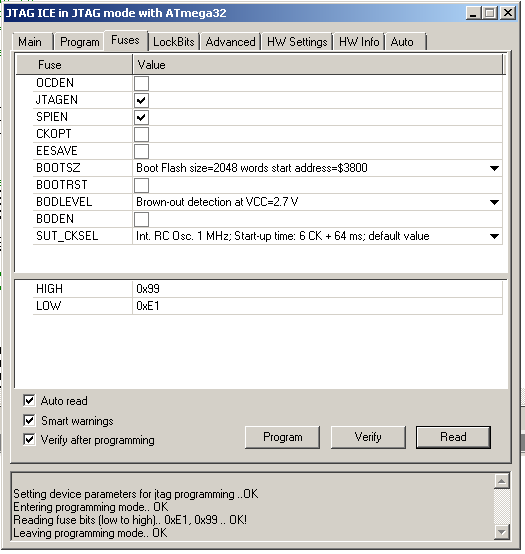 JTAG ICE in JTAG mode with ATmega32
Main Program Fuses LockBits Advanced HW Settings HW Info Auto
Fuse Value
OCDEN
JTAGEN
SPIEN
CKOPT
EESAVE
BOOTSZ Boot Flash size=2048 words start address=$3800
BOOTRST
BODLEVEL Brown-out detection at VCC=2.7 V
BODEN
SUT_CKSEL Int. RC Osc. 1 MHz; Start-up time: 6 CK + 64 ms; default value
HIGH 0x99
LOW 0xE1
Auto read
Smart warnings
Verify after programming
Program Verify Read
Setting device parameters for jtag programming ..OK
Entering programming mode.. OK
Reading fuse bits (low to high).. 0xE1, 0x99 .. OK!
Leaving programming mode.. OK